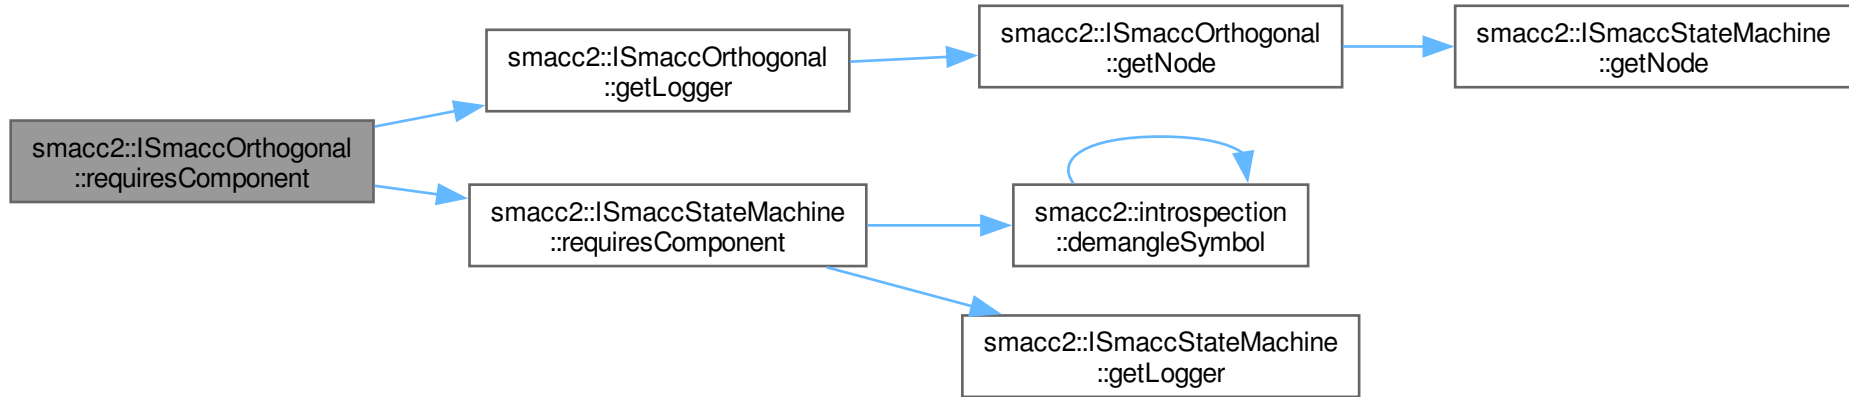 smacc2::ISmaccOrthogonal
::requiresComponent
smacc2::ISmaccOrthogonal
::getLogger
smacc2::ISmaccOrthogonal
::getNode
smacc2::ISmaccStateMachine
::getNode
smacc2::ISmaccStateMachine
::requiresComponent
smacc2::introspection
::demangleSymbol
smacc2::ISmaccStateMachine
::getLogger